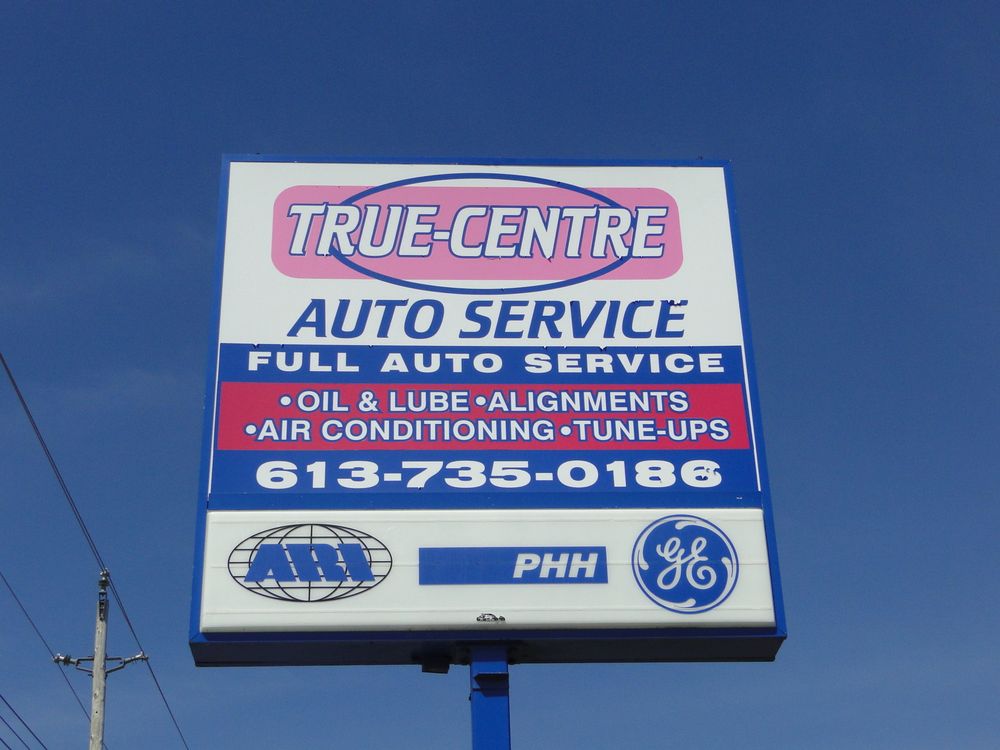 TRUE-CENTRE
AUTO SERVICE
FULL AUTO SERVICE
•OIL & LUBE •ALIGNMENTS
•AIR CONDITIONING •TUNE-UPS
613-735-0186
ARI PHH GE